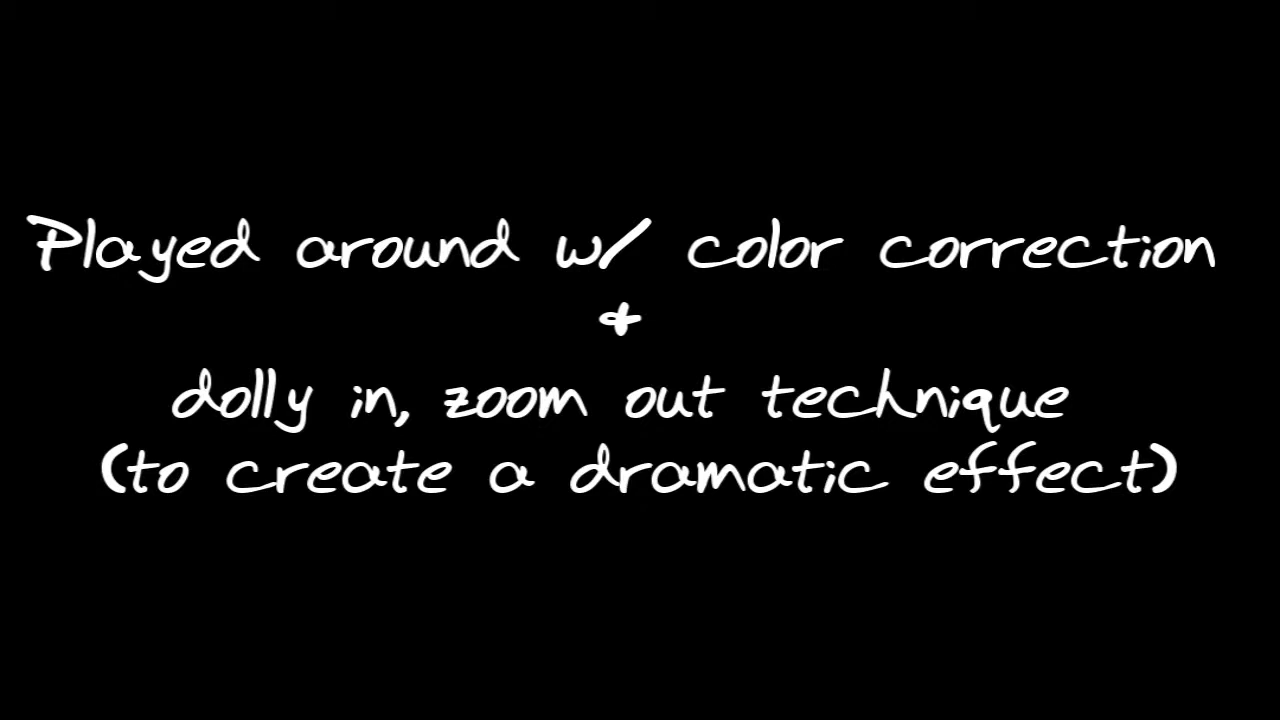 Played around w/ color correction
&
dolly in, zoom out technique
(to create a dramatic effect)